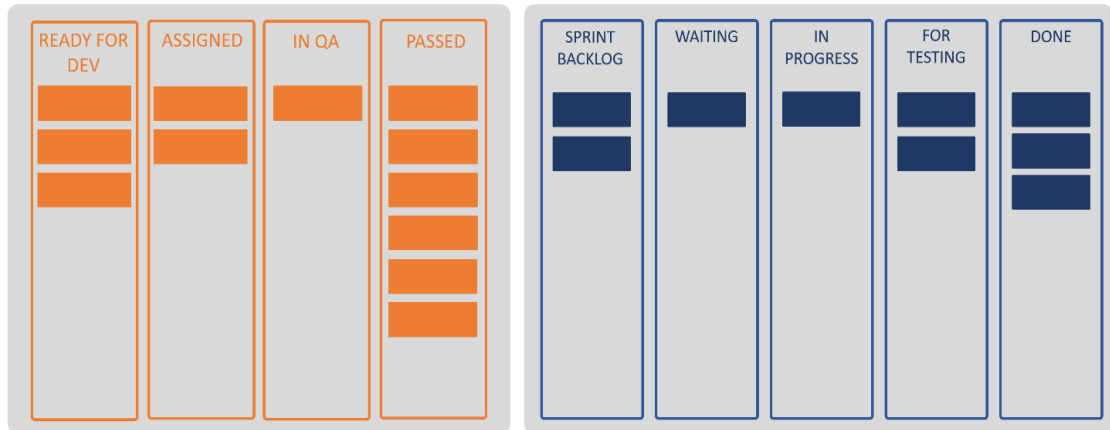 READY FOR
DEV
ASSIGNED
IN QA
PASSED
SPRINT
BACKLOG
WAITING
IN
PROGRESS
FOR
TESTING
DONE